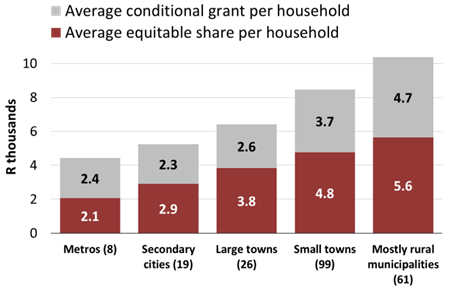 Average conditional grant per household
Average equitable share per household
R thousands
10
8
6
4
2
0
2.4
2.3
2.6
3.7
4.7
2.1
2.9
3.8
4.8
5.6
Metros (8)
Secondary
cities (19)
Large towns
(26)
Small towns
(99)
Mostly rural
municipalities
(61)